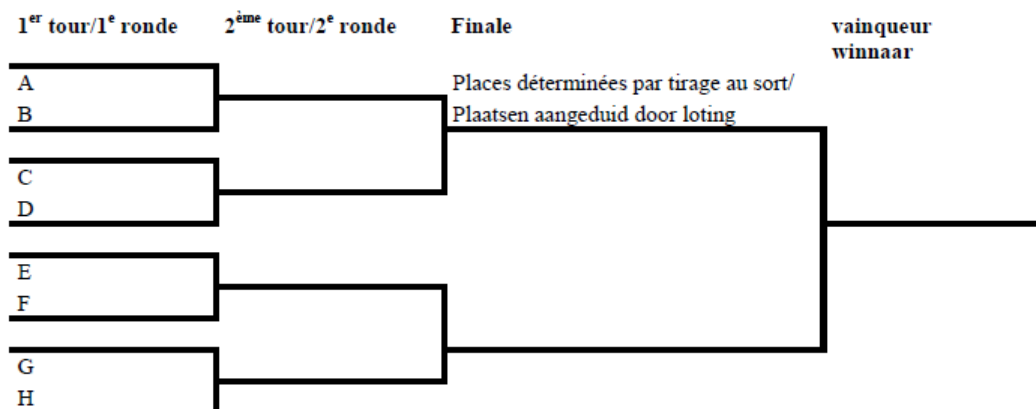 1er tour/1e ronde 2ème tour/2e ronde Finale vainqueur
winnaar
A Places déterminées par tirage au sort/
B Plaatsen aangeduid door loting
C
D
E
F
G
H